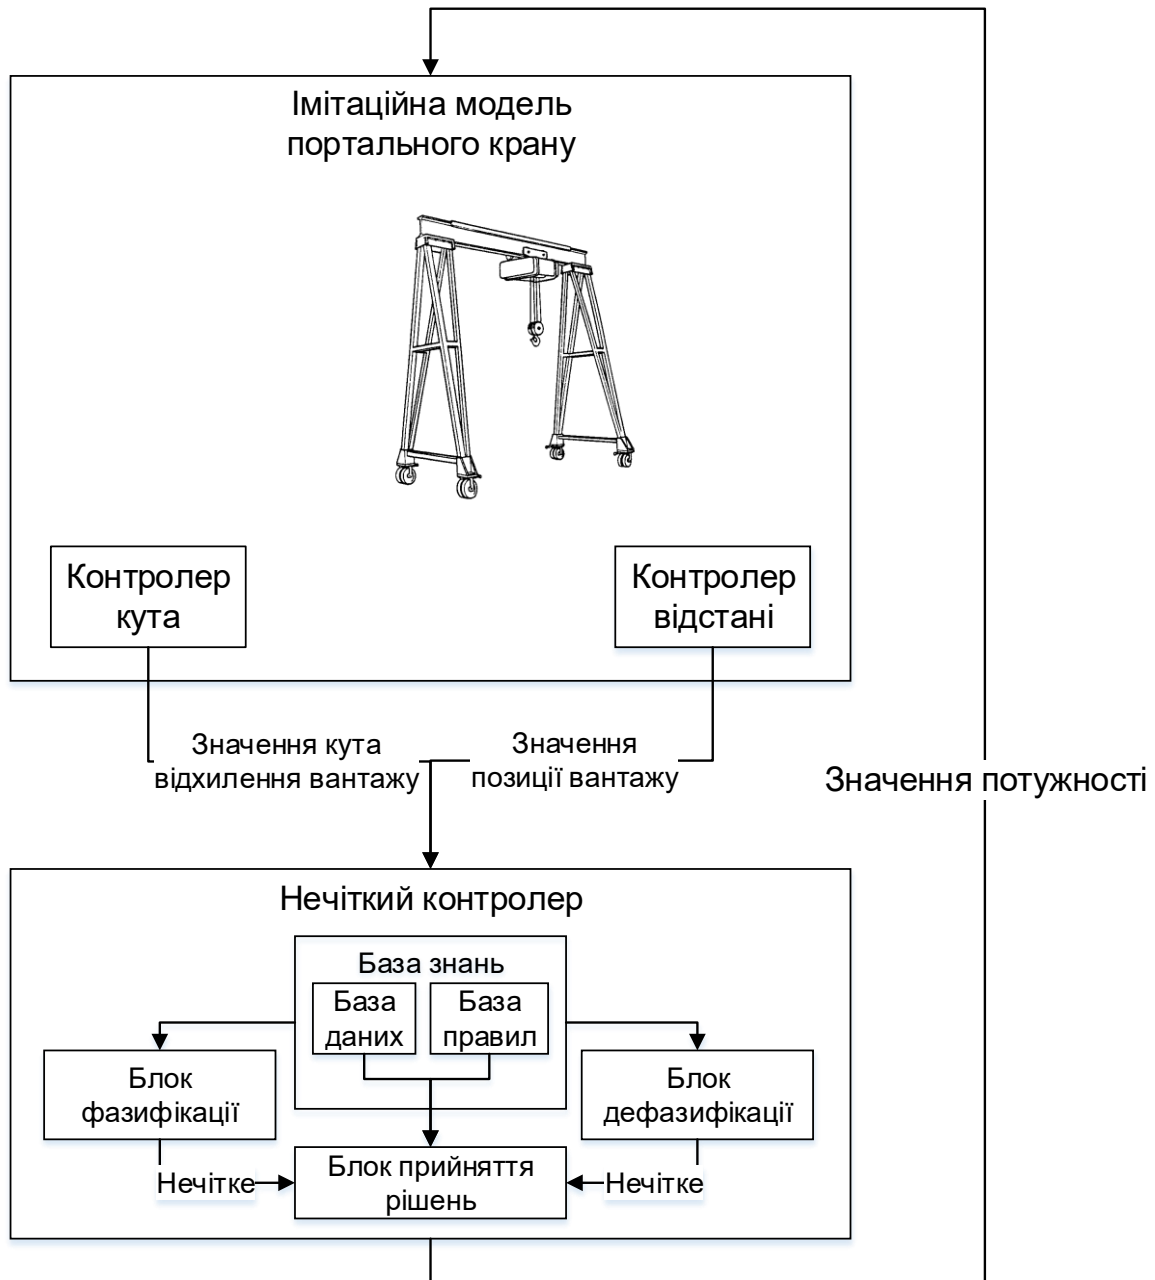 Імітаційна модель
портального крану
Контролер
кута
Контролер
відстані
Значення кута
відхилення вантажу
Значення
позиції вантажу
Значення потужності
Нечіткий контролер
База знань
База
даних
База
правил
Блок
фазифікації
Блок
дефазифікації
Блок прийняття
рішень
Нечітке
Нечітке